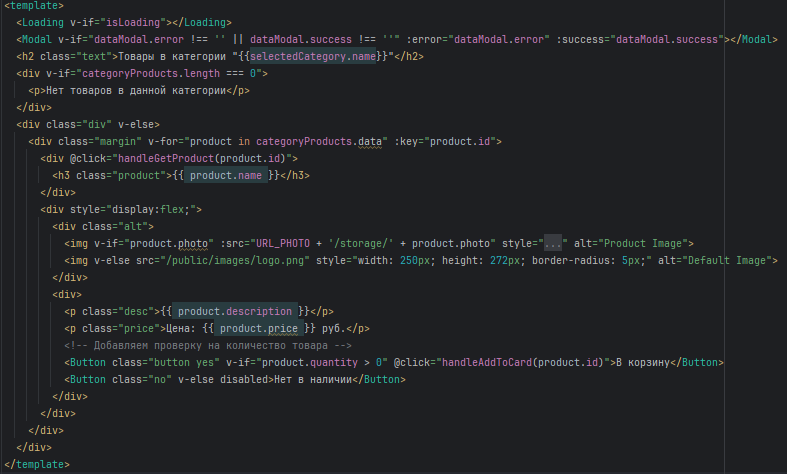 <template>
<Loading v-if="isLoading"></Loading>
<Modal v-if="dataModal.error !== '' || dataModal.success !== ''" :error="dataModal.error" :success="dataModal.success"></Modal>
<h2 class="text">Товары в категории "{{selectedCategory.name}}"</h2>
<div v-if="categoryProducts.length === 0">
<p>Нет товаров в данной категории</p>
</div>
<div class="div" v-else>
<div class="margin" v-for="product in categoryProducts.data" :key="product.id">
<div @click="handleGetProduct(product.id)">
<h3 class="product">{{ product.name }}</h3>
</div>
<div style="display:flex;">
<div class="alt">
<img v-if="product.photo" :src="URL_PHOTO + '/storage/' + product.photo" style="..." alt="Product Image">
<img v-else src="/public/images/logo.png" style="width: 250px; height: 272px; border-radius: 5px;" alt="Default Image">
</div>
<div>
<p class="desc">{{ product.description }}</p>
<p class="price">Цена: {{ product.price }} руб.</p>
<!-- Добавляем проверку на количество товара -->
<Button class="button yes" v-if="product.quantity > 0" @click="handleAddToCard(product.id)">В корзину</Button>
<Button class="no" v-else disabled>Нет в наличии</Button>
</div>
</div>
</div>
</div>
</template>